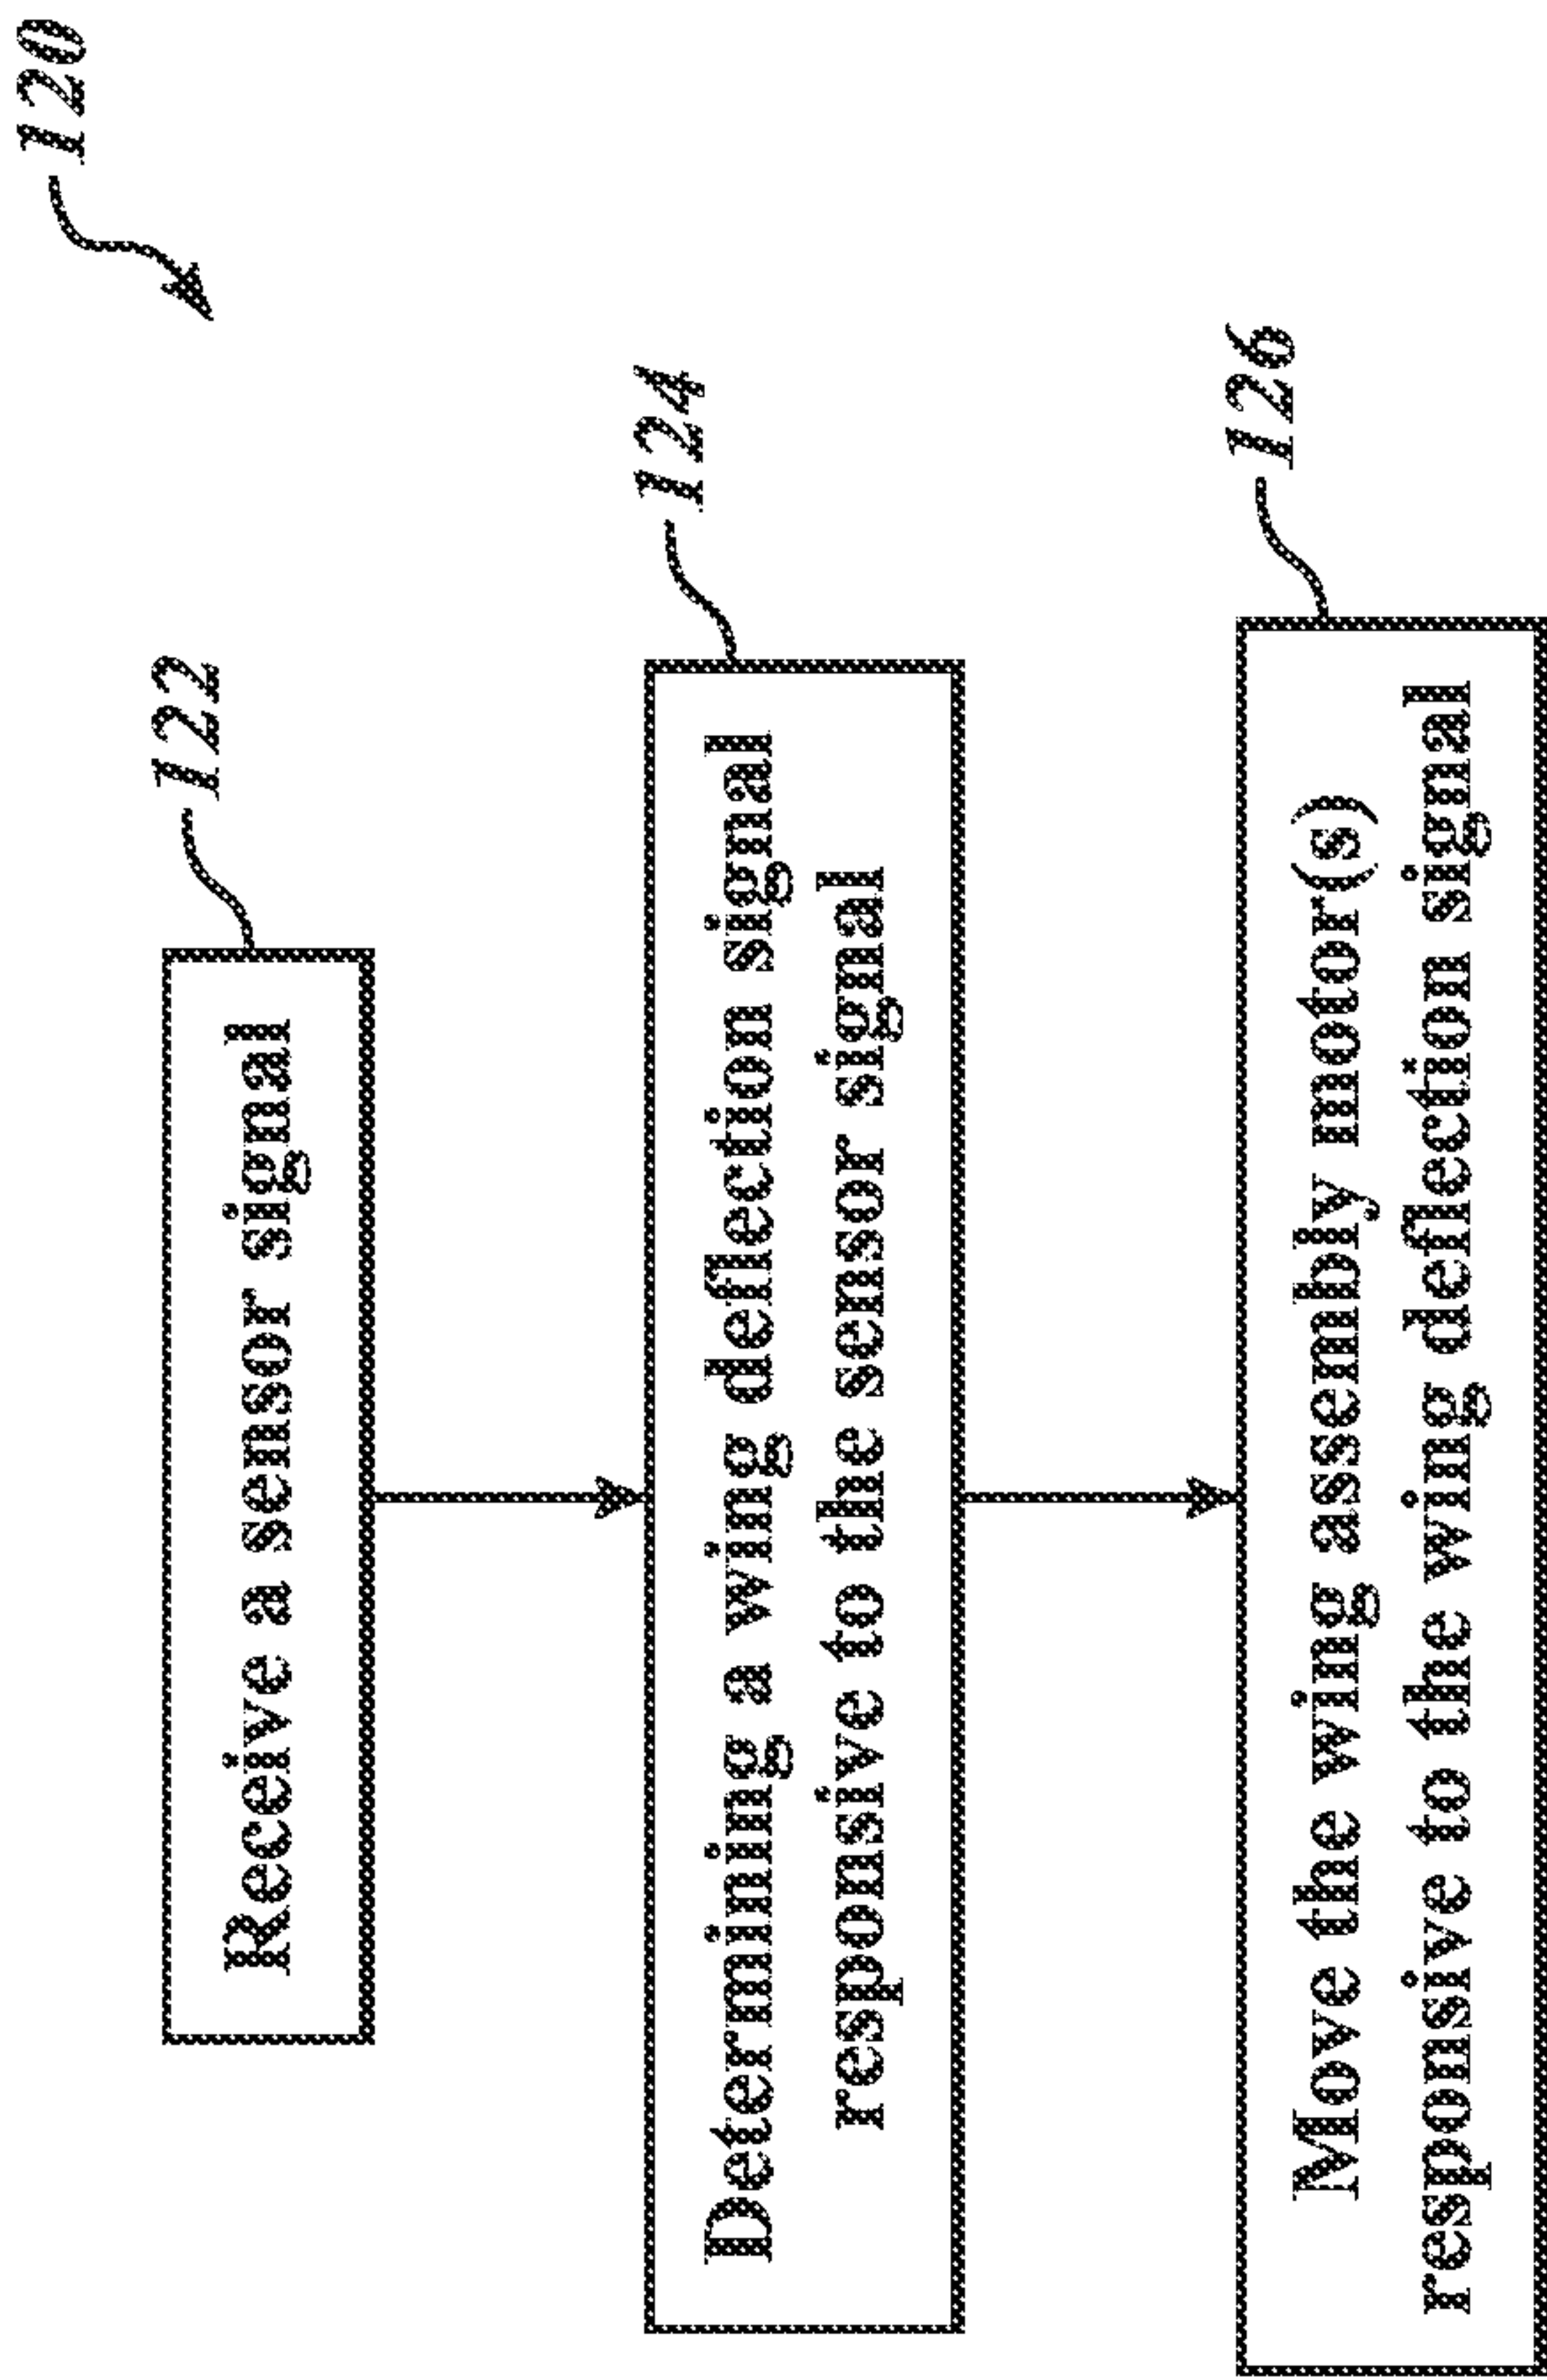 120
122
Receive a sensor signal
124
Determining a wing deflection signal
responsive to the sensor signal
126
Move the wing assembly motor(s)
responsive to the wing deflection signal